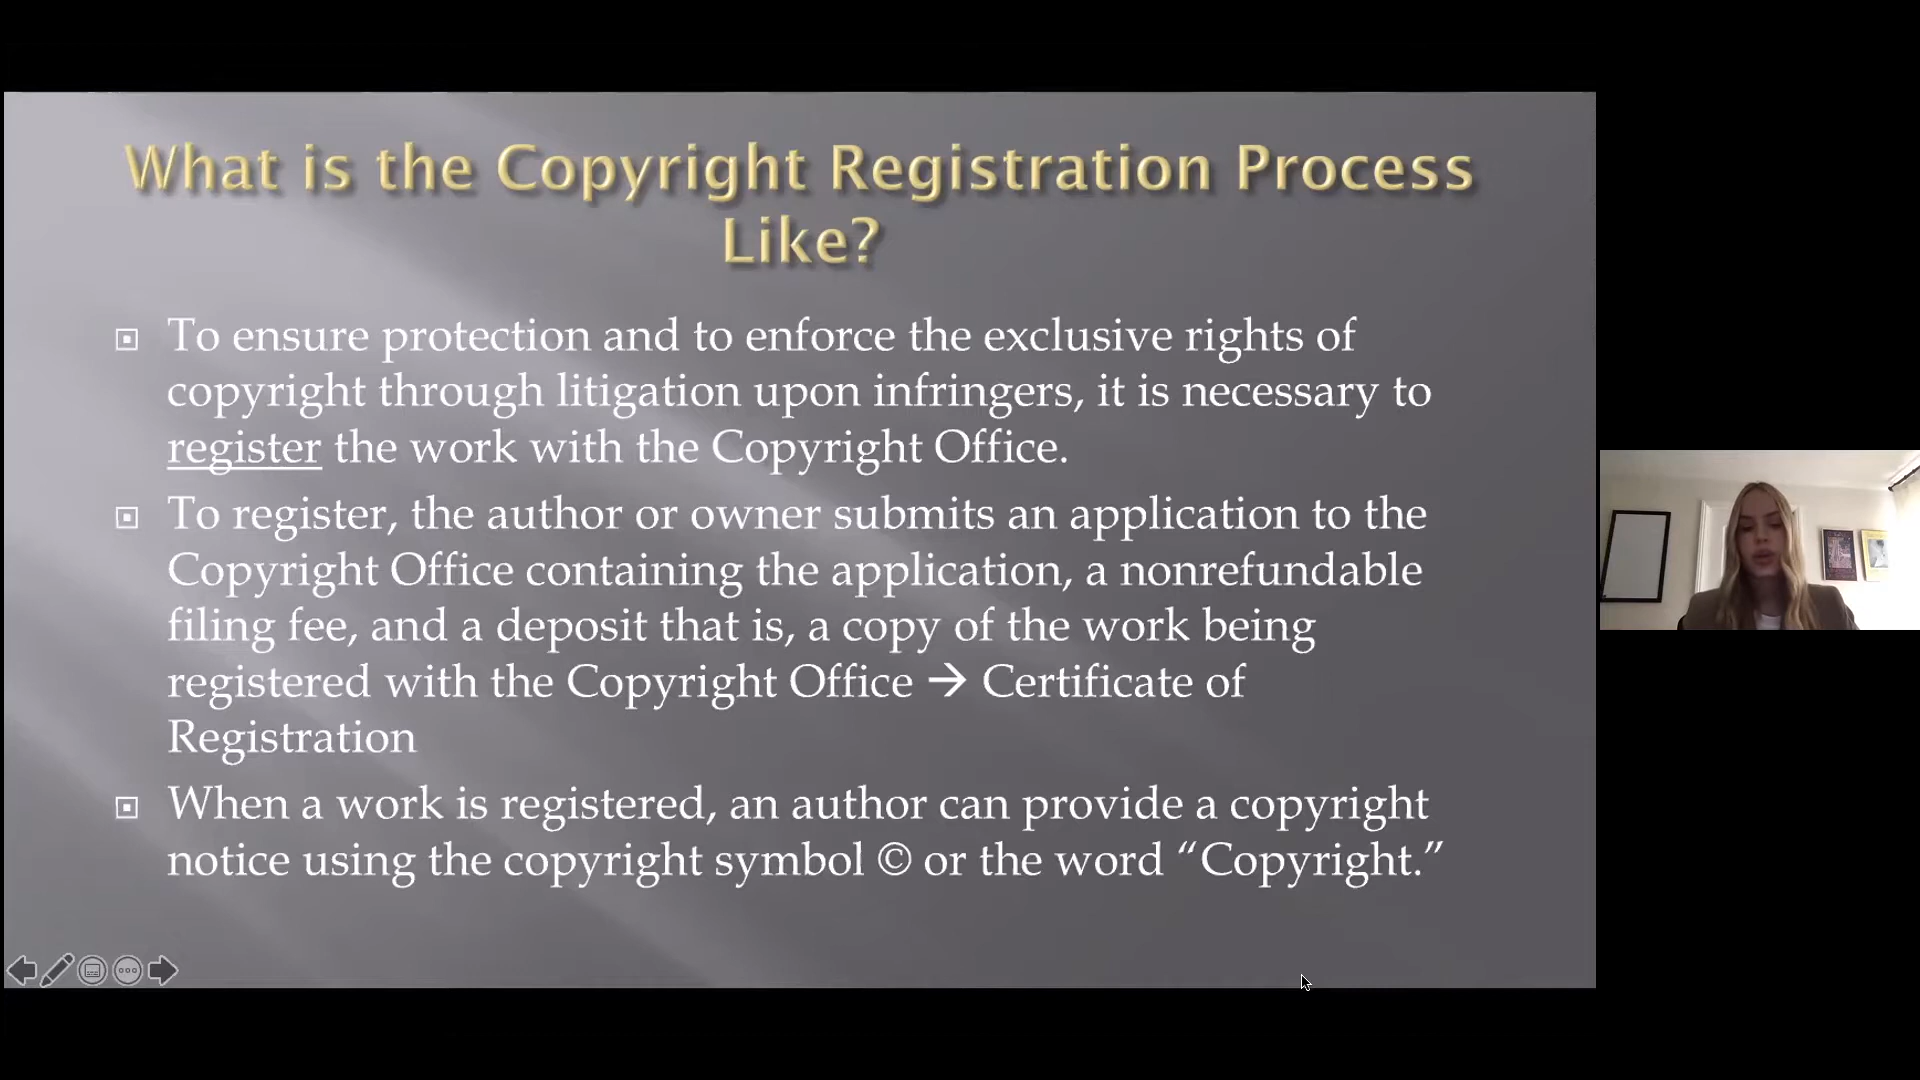 What is the Copyright Registration Process
Like?
To ensure protection and to enforce the exclusive rights of
copyright through litigation upon infringers, it is necessary to
register the work with the Copyright Office.
To register, the author or owner submits an application to the
Copyright Office containing the application, a nonrefundable
filing fee, and a deposit that is, a copy of the work being
registered with the Copyright Office → Certificate of
Registration
When a work is registered, an author can provide a copyright
notice using the copyright symbol © or the word “Copyright.”